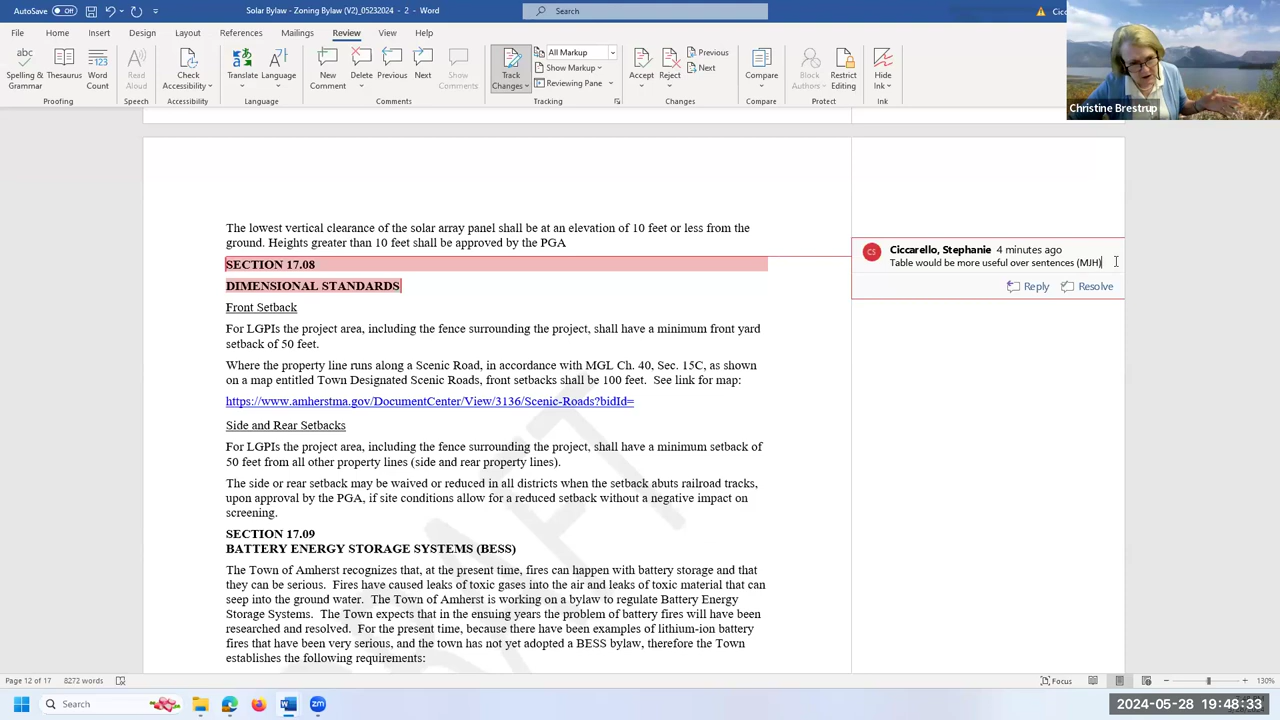 AutoSave Off Solar Bylaw - Zoning Bylaw (V2)_05232024 - 2 - Word Search Cicc
File Home Insert Design Layout References Mailings Review View Help
Spelling & Grammar Thesaurus Word Count Read Aloud Check Accessibility Translate Language New Comment Delete Previous Next Show Comments Track Changes All Markup Show Markup Reviewing Pane Accept Reject Previous Next Compare Block Authors Restrict Editing Hide Ink
Proofing Speech Accessibility Language Comments Tracking Changes Compare Protect Ink
Christine Brestrup
The lowest vertical clearance of the solar array panel shall be at an elevation of 10 feet or less from the
ground. Heights greater than 10 feet shall be approved by the PGA
SECTION 17.08
DIMENSIONAL STANDARDS
Front Setback
For LGPIs the project area, including the fence surrounding the project, shall have a minimum front yard
setback of 50 feet.
Where the property line runs along a Scenic Road, in accordance with MGL Ch. 40, Sec. 15C, as shown
on a map entitled Town Designated Scenic Roads, front setbacks shall be 100 feet. See link for map:
https://www.amherstma.gov/DocumentCenter/View/3136/Scenic-Roads?bidId=
Side and Rear Setbacks
For LGPIs the project area, including the fence surrounding the project, shall have a minimum setback of
50 feet from all other property lines (side and rear property lines).
The side or rear setback may be waived or reduced in all districts when the setback abuts railroad tracks,
upon approval by the PGA, if site conditions allow for a reduced setback without a negative impact on
screening.
SECTION 17.09
BATTERY ENERGY STORAGE SYSTEMS (BESS)
The Town of Amherst recognizes that, at the present time, fires can happen with battery storage and that
they can be serious. Fires have caused leaks of toxic gases into the air and leaks of toxic material that can
seep into the ground water. The Town of Amherst is working on a bylaw to regulate Battery Energy
Storage Systems. The Town expects that in the ensuing years the problem of battery fires will have been
researched and resolved. For the present time, because there have been examples of lithium-ion battery
fires that have been very serious, and the town has not yet adopted a BESS bylaw, therefore the Town
establishes the following requirements:
CS Ciccarello, Stephanie 4 minutes ago
Table would be more useful over sentences (MJH)
Reply Resolve
Page 12 of 17 8272 words Focus 130%
Search
2024-05-28 19:48:33